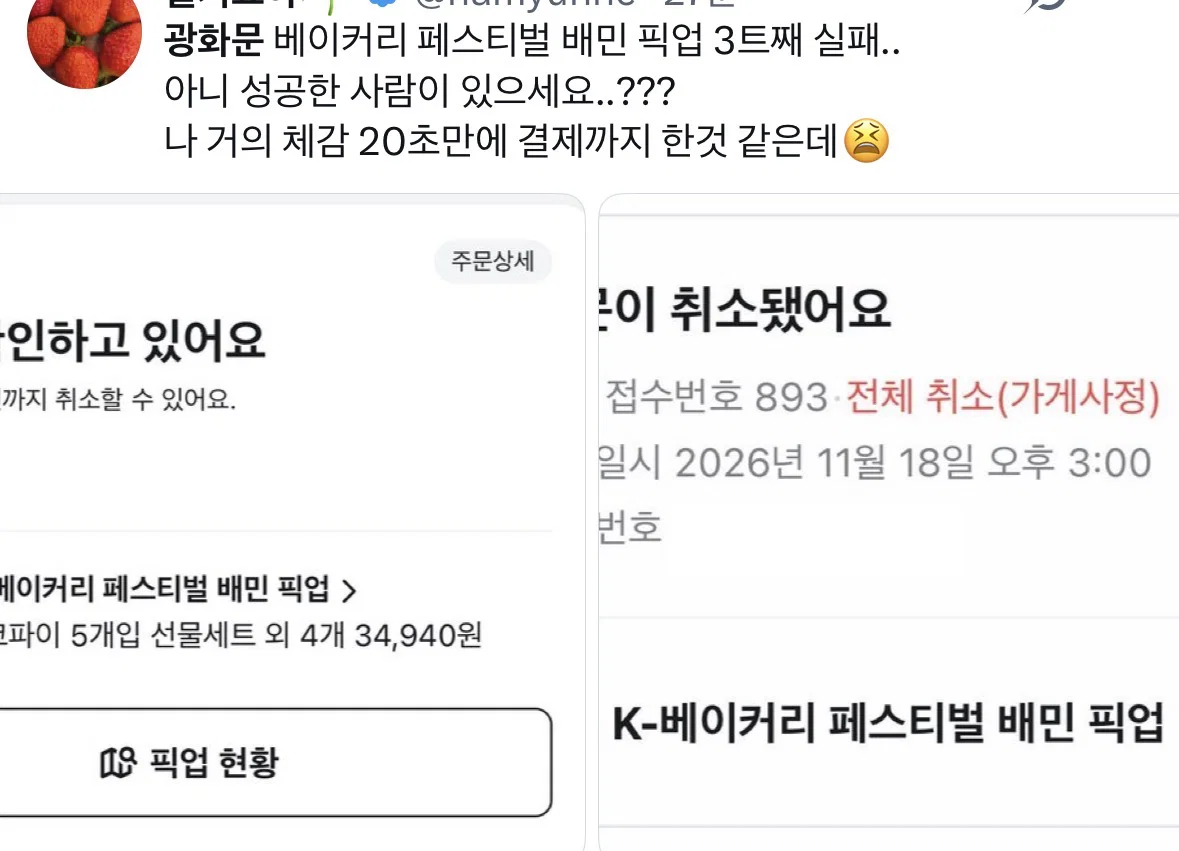 광화문 베이커리 페스티벌 배민 픽업 3트째 실패..
아니 성공한 사람이 있으세요..???
나 거의 체감 20초만에 결제까지 한것 같은데😫
주문상세
인하고 있어요
까지 취소할 수 있어요.
베이커리 페스티벌 배민 픽업 >
파이 5개입 선물세트 외 4개 34,940원
픽업 현황
이 취소됐어요
접수번호 893·전체 취소(가게사정)
일시 2026년 11월 18일 오후 3:00
번호
K-베이커리 페스티벌 배민 픽업